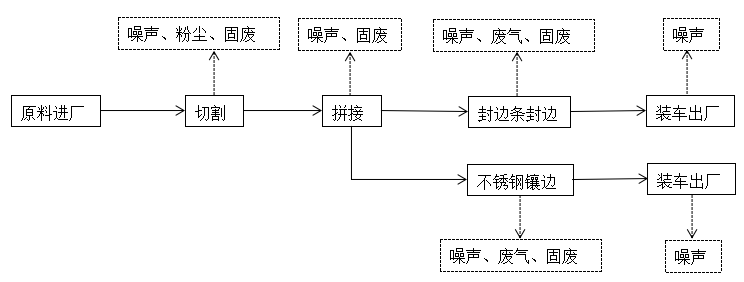 噪声、粉尘、固废
噪声、固废
噪声、废气、固废
噪声
原料进厂
切割
拼接
封边条封边
装车出厂
不锈钢镶边
装车出厂
噪声、废气、固废
噪声